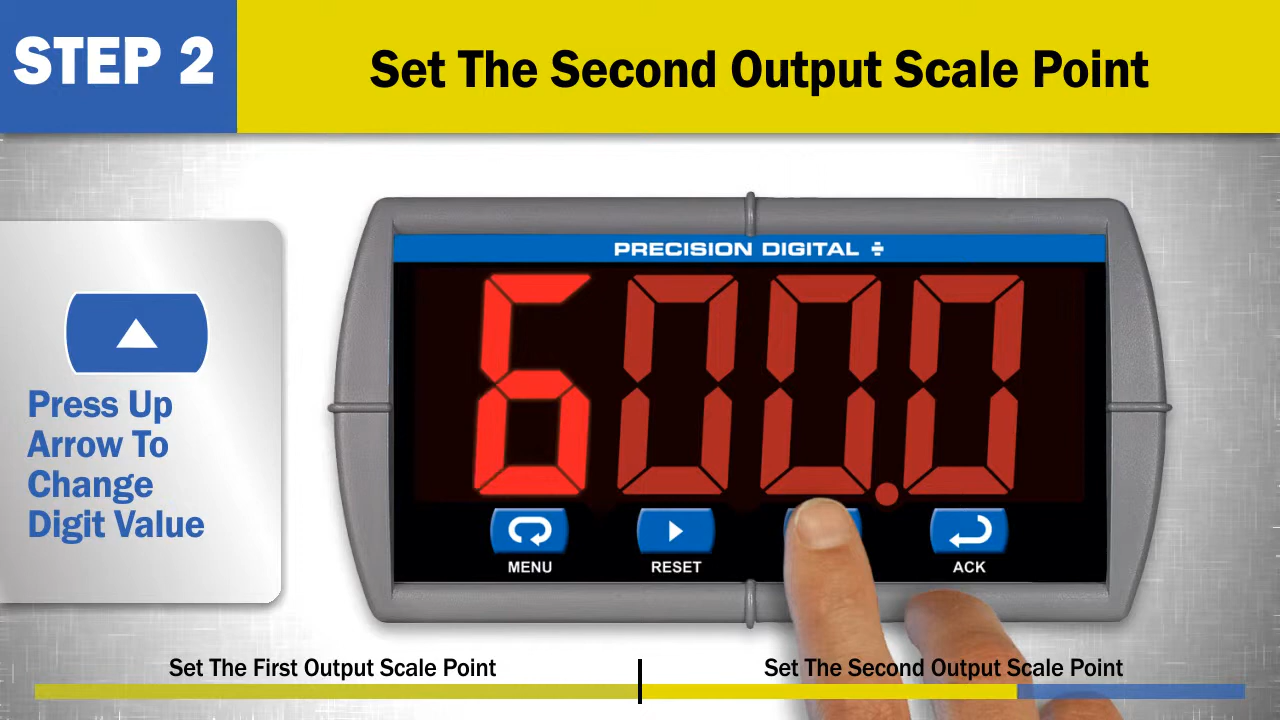 STEP 2
Set The Second Output Scale Point
PRECISION DIGITAL
600.0
Press Up
Arrow To
Change
Digit Value
MENU
RESET
ACK
Set The First Output Scale Point
Set The Second Output Scale Point